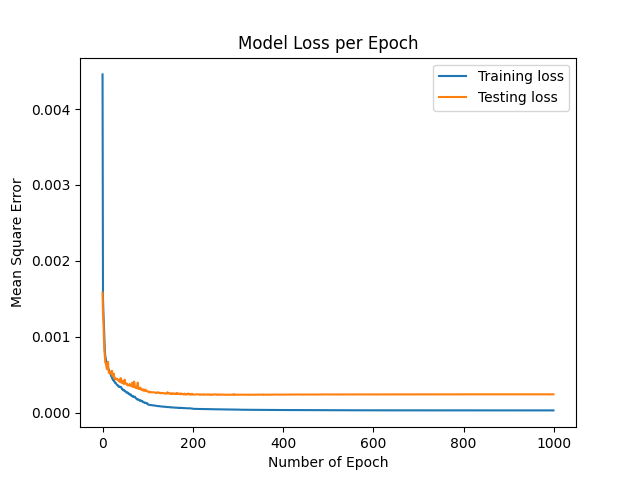 Model Loss per Epoch
Training loss
Testing loss
Mean Square Error
0.004
0.003
0.002
0.001
0.000
0 200 400 600 800 1000
Number of Epoch